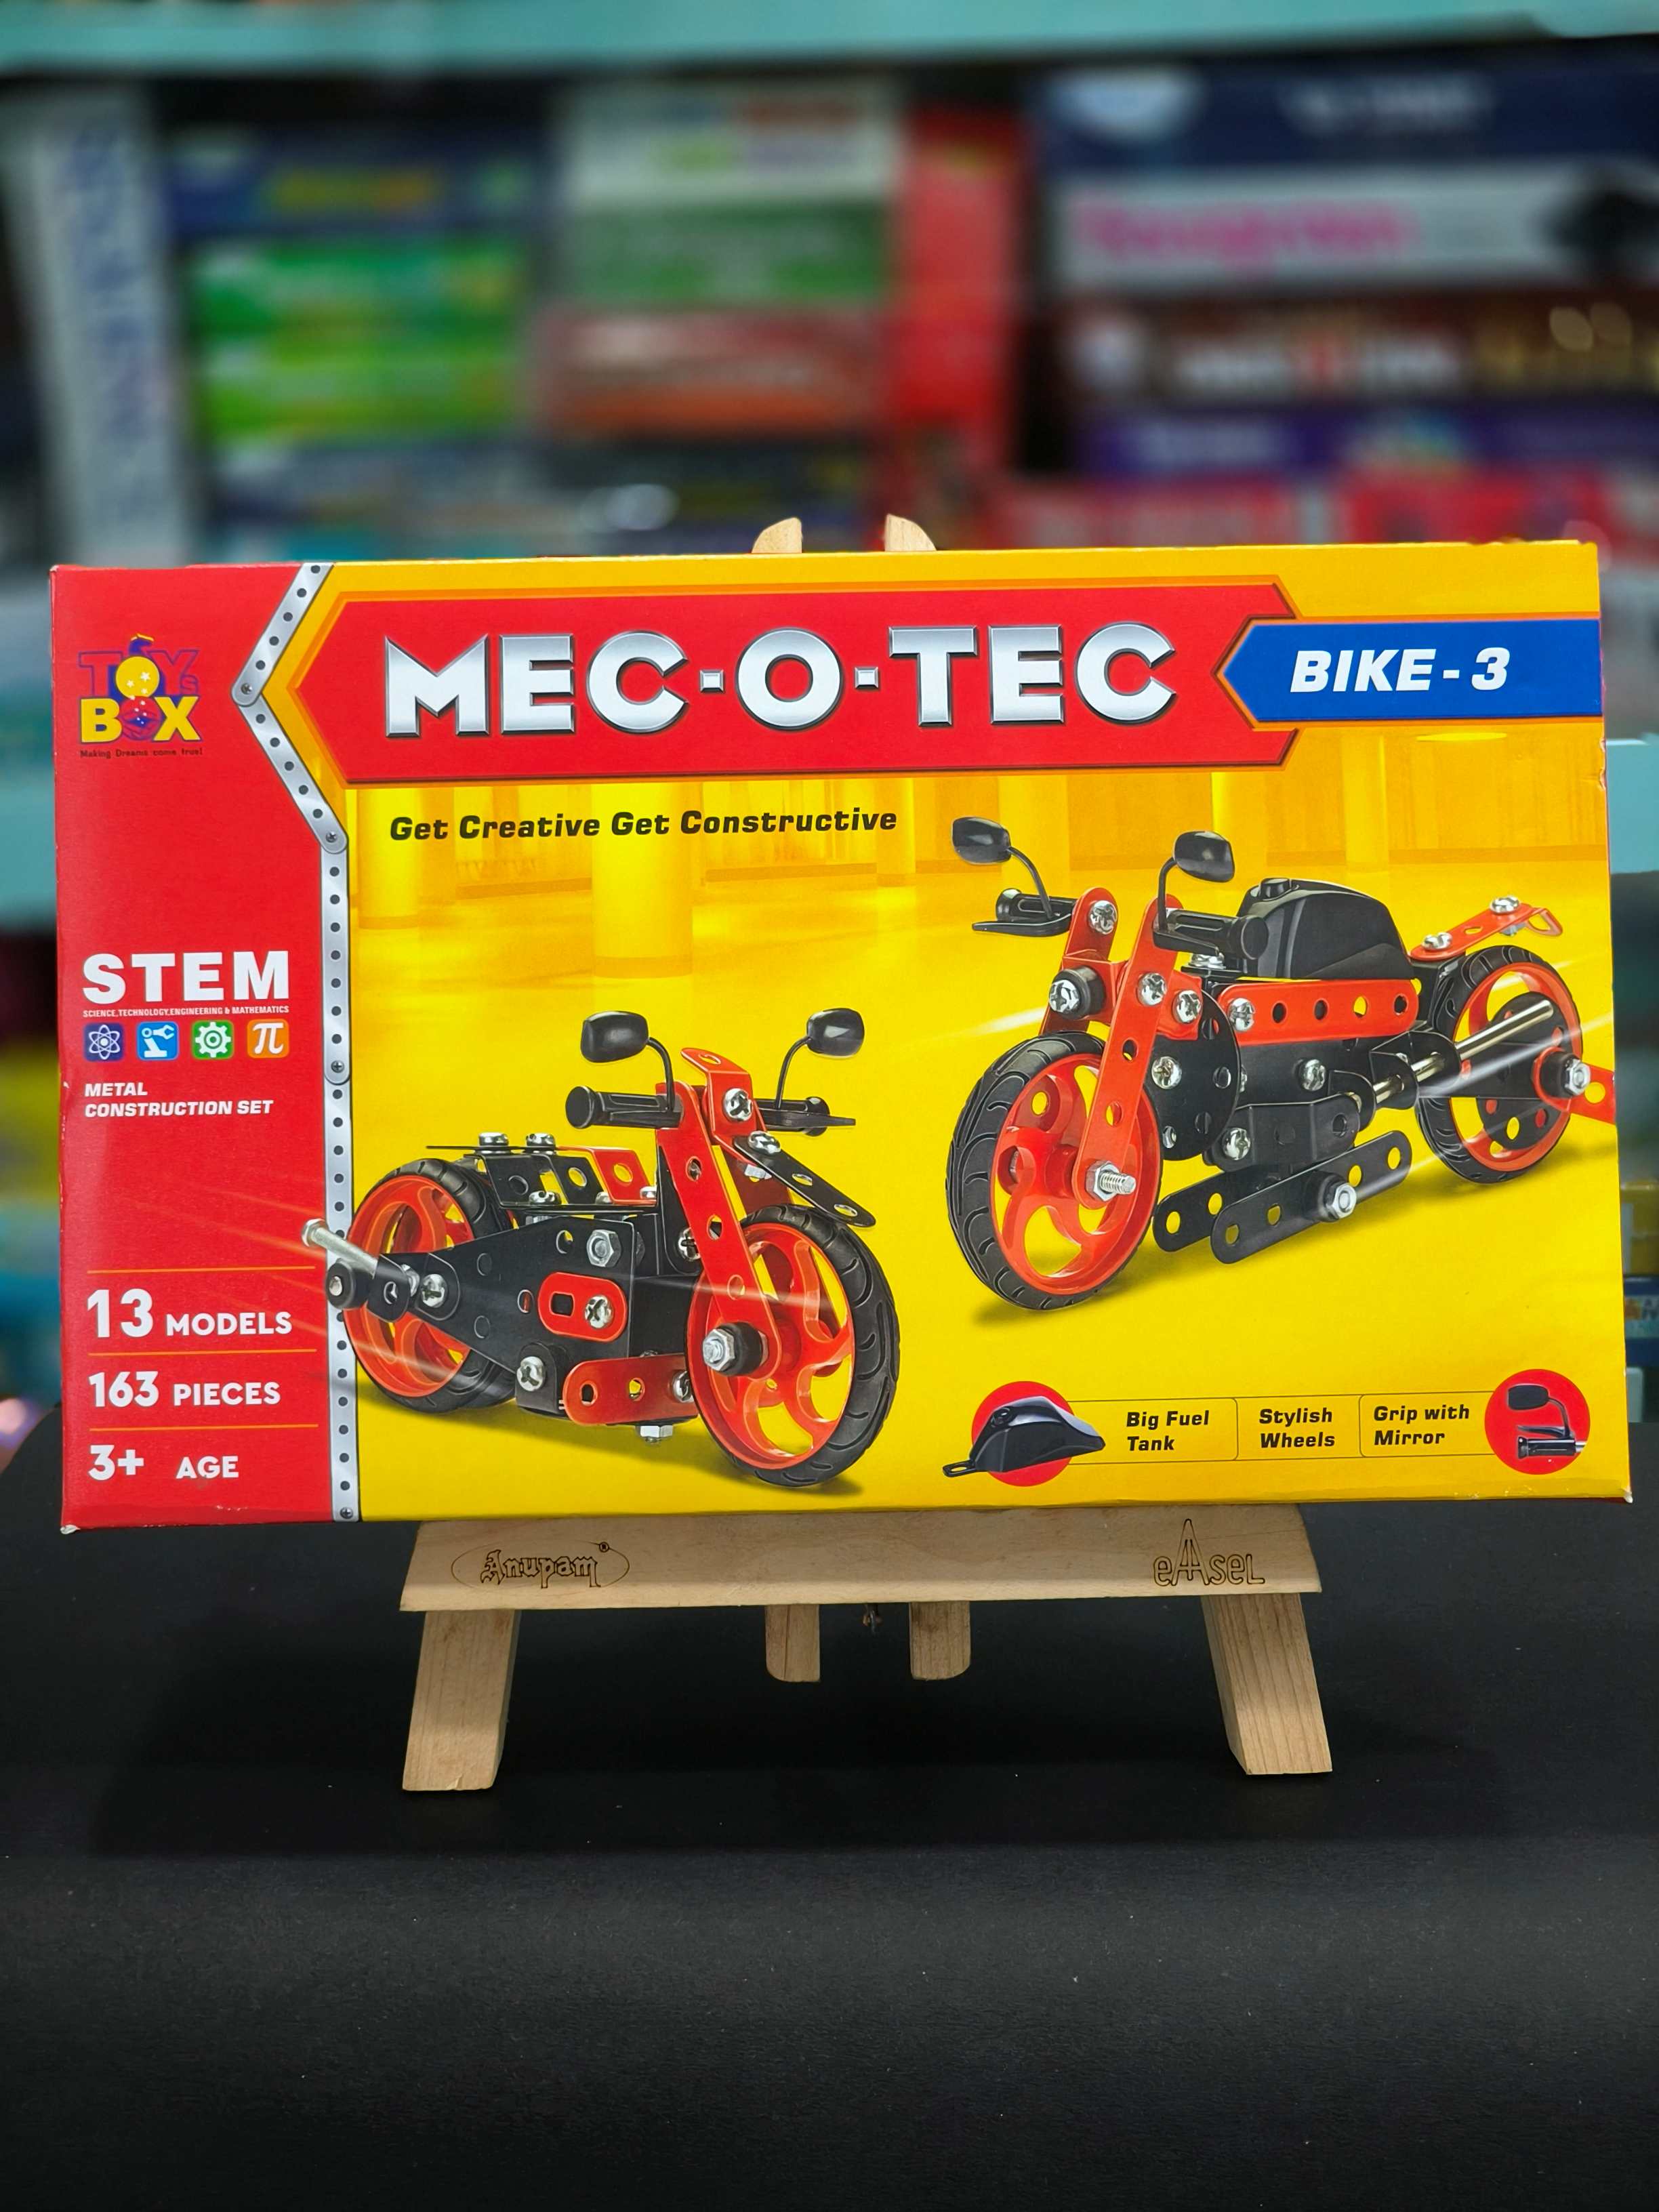 TOYS
BOX
Making Dreams come true!
MEC·O·TEC
BIKE - 3
Get Creative Get Constructive
STEM
SCIENCE,TECHNOLOGY,ENGINEERING & MATHEMATICS
π
METAL
CONSTRUCTION SET
13 MODELS
163 PIECES
3+ AGE
Big Fuel
Tank
Stylish
Wheels
Grip with
Mirror
Anupam®
eAsel